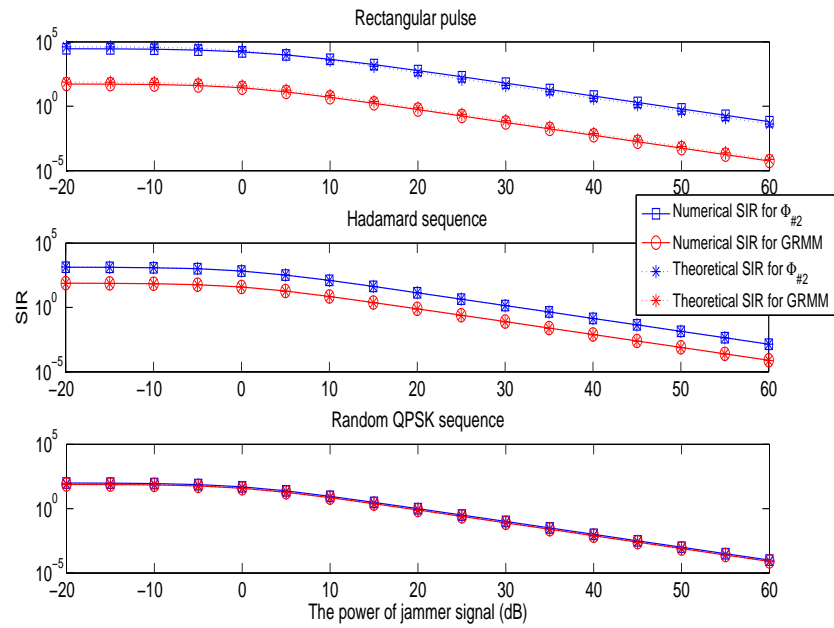 Rectangular pulse
10^5
10^0
10^−5
−20 −10 0 10 20 30 40 50 60
Hadamard sequence
Numerical SIR for Φ_#2
Numerical SIR for GRMM
Theoretical SIR for Φ_#2
Theoretical SIR for GRMM
SIR
10^5
10^0
10^−5
−20 −10 0 10 20 30 40 50 60
Random QPSK sequence
10^5
10^0
10^−5
−20 −10 0 10 20 30 40 50 60
The power of jammer signal (dB)